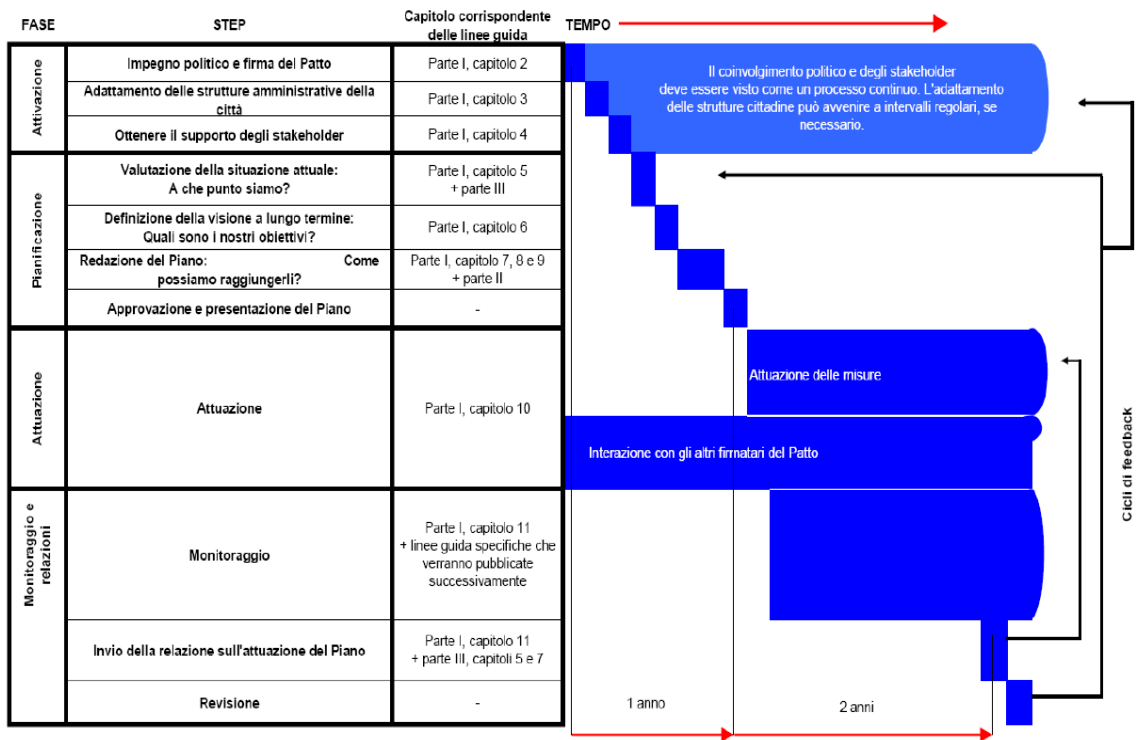 FASE
STEP
Capitolo corrispondente
delle linee guida
TEMPO
Attivazione
Impegno politico e firma del Patto
Parte I, capitolo 2
Adattamento delle strutture amministrative della
città
Parte I, capitolo 3
Ottenere il supporto degli stakeholder
Parte I, capitolo 4
Il coinvolgimento politico e degli stakeholder
deve essere visto come un processo continuo. L'adattamento
delle strutture cittadine può avvenire a intervalli regolari, se
necessario.
Pianificazione
Valutazione della situazione attuale:
A che punto siamo?
Parte I, capitolo 5
+ parte III
Definizione della visione a lungo termine:
Quali sono i nostri obiettivi?
Parte I, capitolo 6
Redazione del Piano: Come
possiamo raggiungerli?
Parte I, capitolo 7, 8 e 9
+ parte II
Approvazione e presentazione del Piano
-
Attuazione
Attuazione
Parte I, capitolo 10
Attuazione delle misure
Interazione con gli altri firmatari del Patto
Monitoraggio e
relazioni
Monitoraggio
Parte I, capitolo 11
+ linee guida specifiche che
verranno pubblicate
successivamente
Invio della relazione sull'attuazione del Piano
Parte I, capitolo 11
+ parte III, capitoli 5 e 7
Revisione
-
1 anno
2 anni
Cicli di feedback